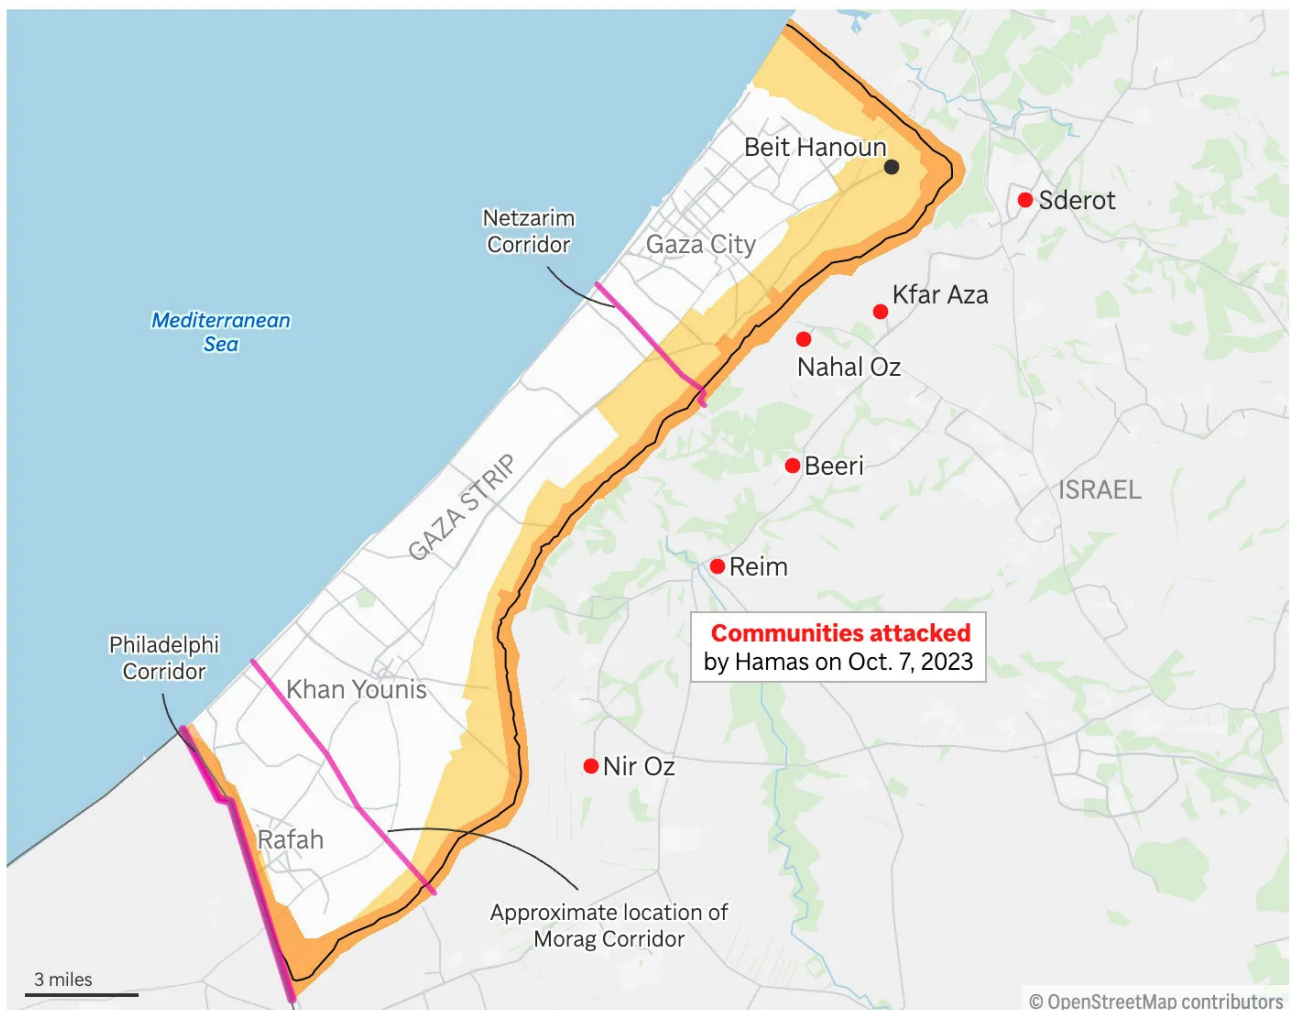 Beit Hanoun
Sderot
Netzarim
Corridor
Gaza City
Kfar Aza
Mediterranean
Sea
Nahal Oz
Beeri
GAZA STRIP
ISRAEL
Reim
Communities attacked
by Hamas on Oct. 7, 2023
Philadelphi
Corridor
Khan Younis
Nir Oz
Rafah
Approximate location of
Morag Corridor
3 miles
© OpenStreetMap contributors